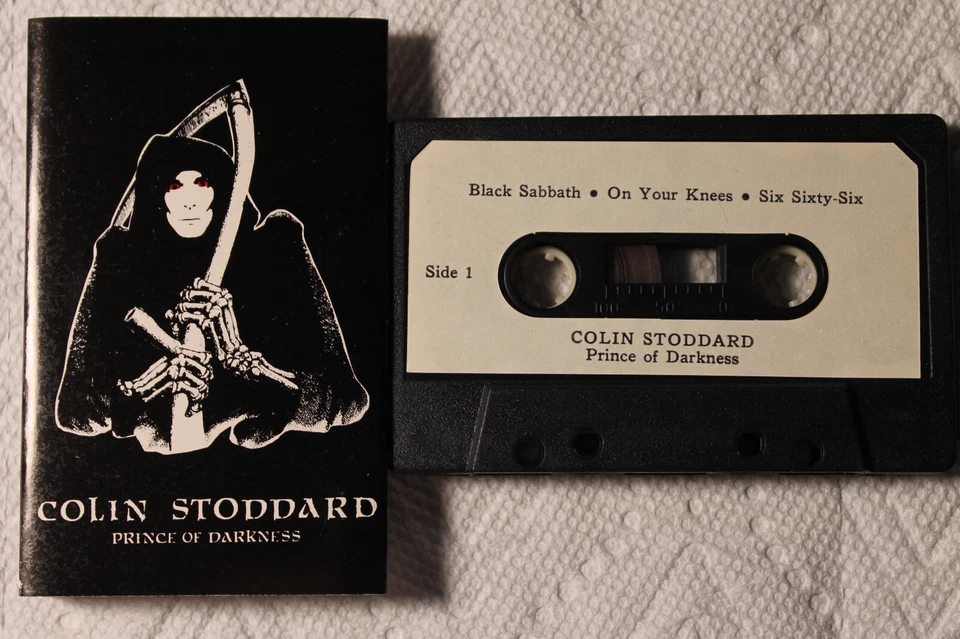 COLIN STODDARD
PRINCE OF DARKNESS
Black Sabbath • On Your Knees • Six Sixty-Six
Side 1
100 50 0
COLIN STODDARD
Prince of Darkness